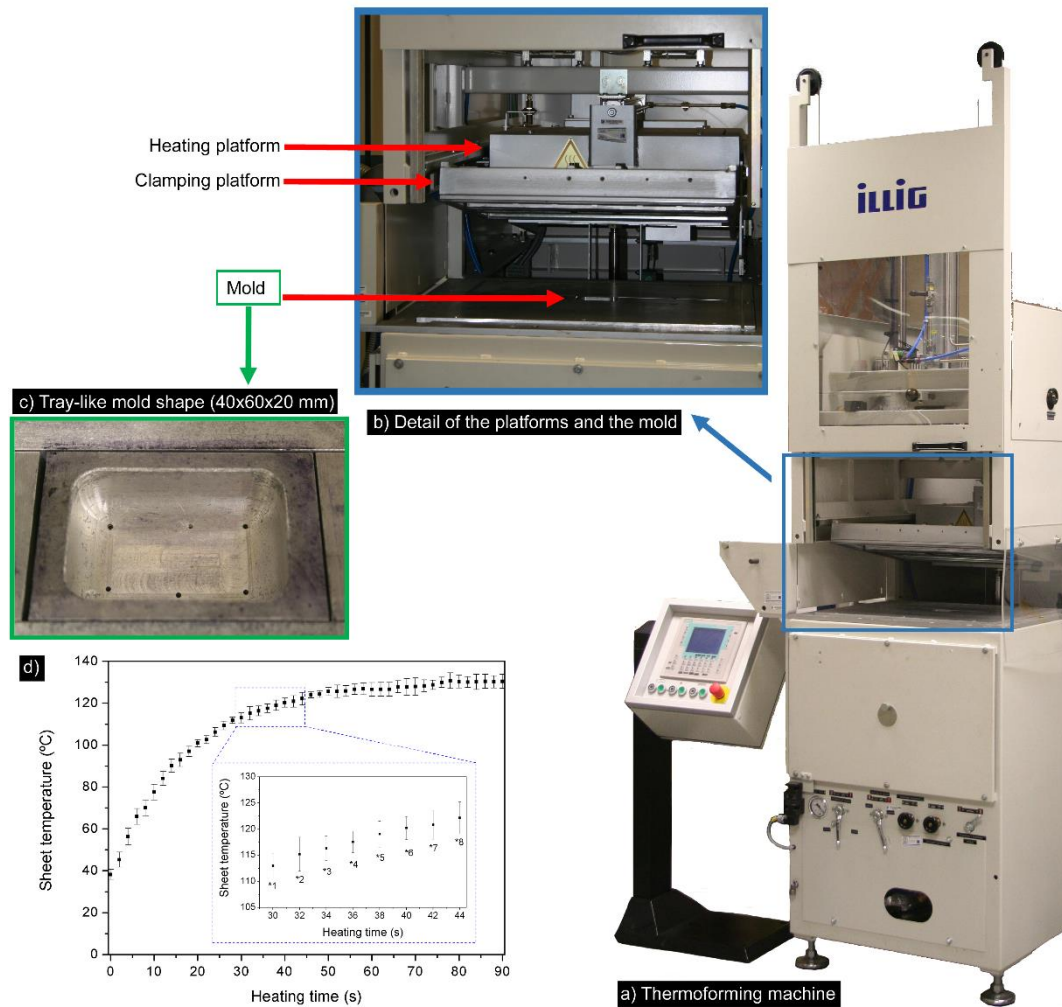 Heating platform
Clamping platform
Mold
ILLIG
c) Tray-like mold shape (40x60x20 mm)
b) Detail of the platforms and the mold
d)
Sheet temperature (ºC)
140
120
100
80
60
40
20
0
0 10 20 30 40 50 60 70 80 90
Heating time (s)
Sheet temperature (ºC)
130
125
120
115
110
105
*1 *2 *3 *4 *5 *6 *7 *8
30 32 34 36 38 40 42 44
Heating time (s)
a) Thermoforming machine